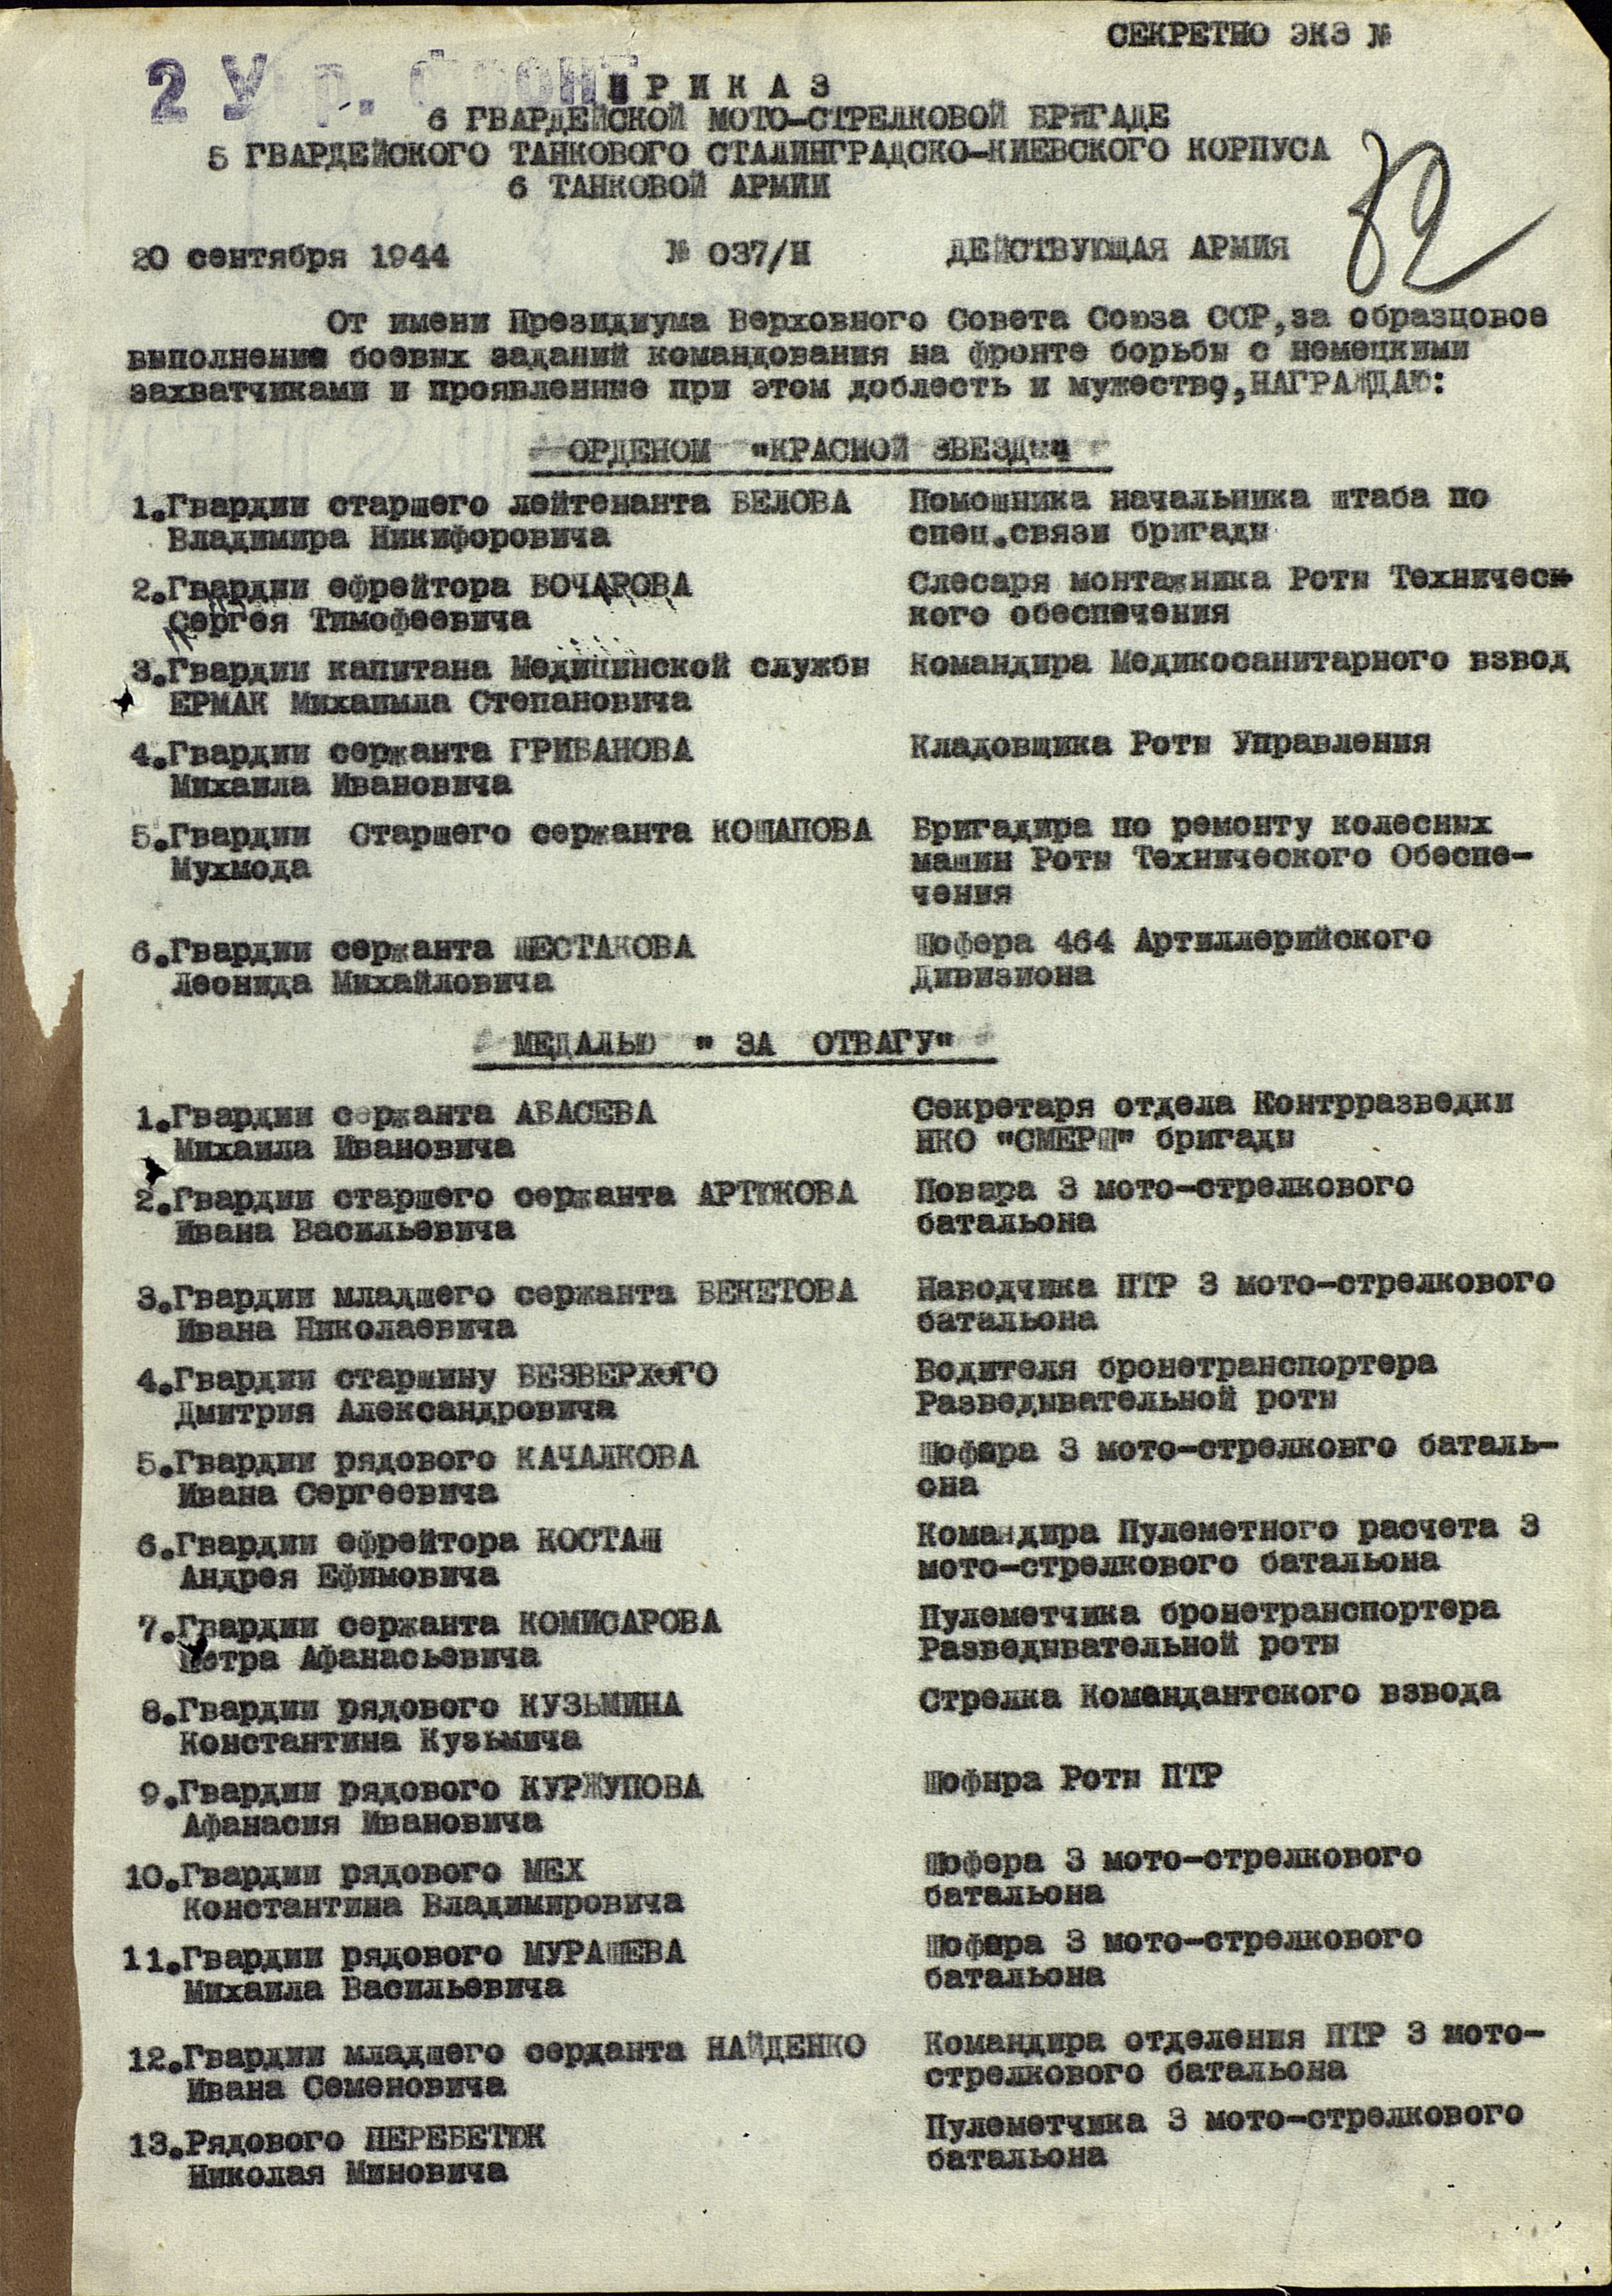 СЕКРЕТНО ЭКЗ №
2 Укр. фронт
П Р И К А З
6 ГВАРДЕЙСКОЙ МОТО-СТРЕЛКОВОЙ БРИГАДЕ
5 ГВАРДЕЙСКОГО ТАНКОВОГО СТАЛИНГРАДСКО-КИЕВСКОГО КОРПУСА
6 ТАНКОВОЙ АРМИИ
20 сентября 1944 № 037/Н ДЕЙСТВУЮЩАЯ АРМИЯ
От имени Президиума Верховного Совета Союза ССР,за образцовое
выполнение боевых заданий командования на фронте борьбы с немецкими
захватчиками и проявленные при этом доблесть и мужество,НАГРАЖДАЮ:
ОРДЕНОМ "КРАСНОЙ ЗВЕЗДЫ"
1.Гвардии старшего лейтенанта БЕЛОВА Помошника начальника штаба по
Владимира Никифоровича спец.связи бригады
2.Гвардии ефрейтора БОЧАРОВА Слесаря монтажника Роты Техничес-
Сергея Тимофеевича кого обеспечения
3.Гвардии капитана Медицинской службы Командира Медикосанитарного взвод
ЕРМАК Михаиыла Степановича
4.Гвардии сержанта ГРИБАНОВА Кладовщика Роты Управления
Михаила Ивановича
5.Гвардии Старшего сержанта КОШАПОВА Бригадира по ремонту колесных
Мухмода машин Роты Технического Обеспе-
чения
6.Гвардии сержанта ШЕСТАКОВА Шофера 464 Артиллерийского
Леонида Михайловича Дивизиона
МЕДАЛЬЮ " ЗА ОТВАГУ"
1.Гвардии сержанта АБАСЕВА Секретаря отдела Контрразведки
Михаила Ивановича НКО "СМЕРШ" бригады
2.Гвардии старшего сержанта АРТЮКОВА Повара 3 мото-стрелкового
Ивана Васильевича батальона
3.Гвардии младшего сержанта БЕКЕТОВА Наводчика ПТР 3 мото-стрелкового
Ивана Николаевича батальона
4.Гвардии старшину БЕЗВЕРХОГО Водителя бронетранспортера
Дмитрия Александровича Разведывательной роты
5.Гвардии рядового КАЧАЛКОВА Шофера 3 мото-стрелковго баталь-
Ивана Сергеевича она
6.Гвардии ефрейтора КОСТАШ Командира Пулеметного расчета 3
Андрея Ефимовича мото-стрелкового батальона
7.Гвардии сержанта КОМИСАРОВА Пулеметчика бронетранспортера
Петра Афанасьевича Разведывательной роты
8.Гвардии рядового КУЗЬМИНА Стрелка Командантского взвода
Константина Кузьмича
9.Гвардии рядового КУРЖУПОВА Шофыра Роты ПТР
Афанасия Ивановича
10.Гвардии рядового МЕХ Шофера 3 мото-стрелкового
Константина Владимировича батальона
11.Гвардии рядового МУРАШЕВА Шофера 3 мото-стрелкового
Михаила Васильевича батальона
12.Гвардии младшего серданта НАЙДЕНКО Командира отделения ПТР 3 мото-
Ивана Семеновича стрелкового батальона
13.Рядового ПЕРЕБЕТЮК Пулеметчика 3 мото-стрелкового
Николая Миновича батальона